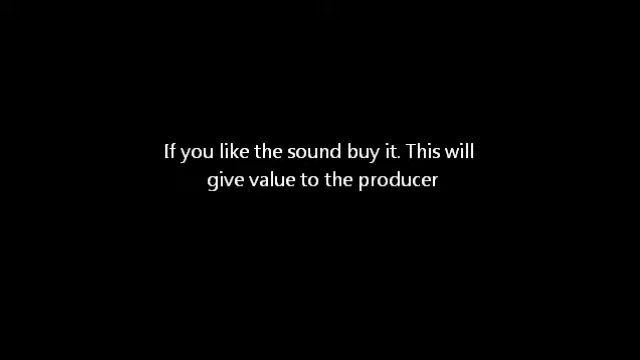 If you like the sound buy it. This will
give value to the producer